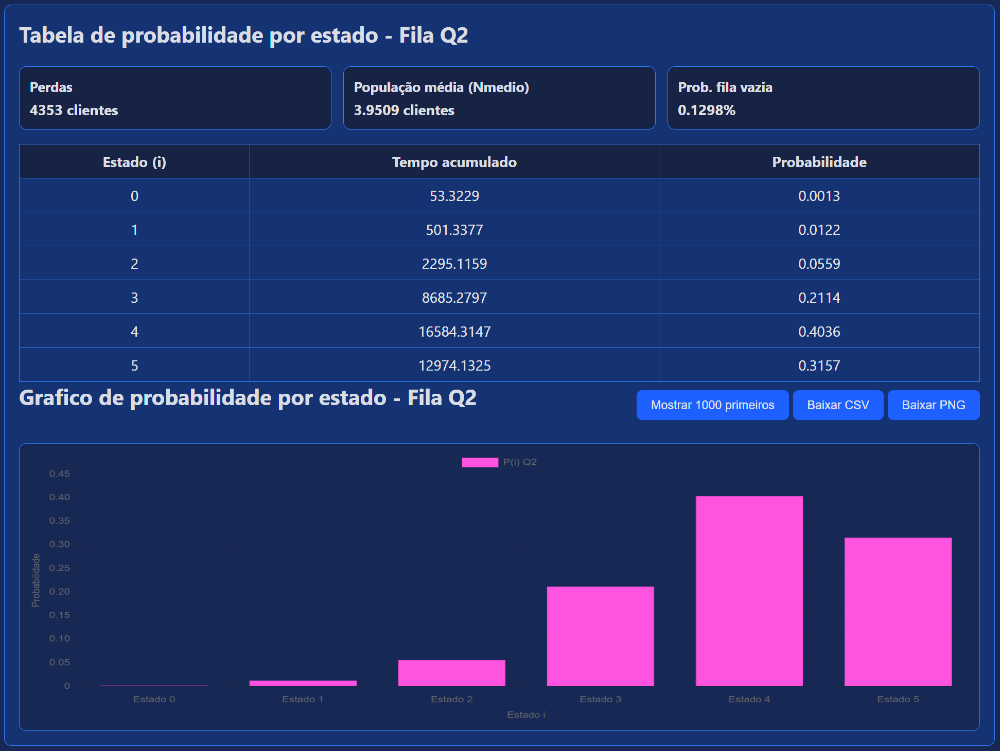 Tabela de probabilidade por estado - Fila Q2
Perdas
4353 clientes
População média (Nmedio)
3.9509 clientes
Prob. fila vazia
0.1298%
Estado (i) Tempo acumulado Probabilidade
0 53.3229 0.0013
1 501.3377 0.0122
2 2295.1159 0.0559
3 8685.2797 0.2114
4 16584.3147 0.4036
5 12974.1325 0.3157
Grafico de probabilidade por estado - Fila Q2
Mostrar 1000 primeiros
Baixar CSV
Baixar PNG
P(i) Q2
Probabilidade
0.45
0.40
0.35
0.30
0.25
0.20
0.15
0.10
0.05
0
Estado 0 Estado 1 Estado 2 Estado 3 Estado 4 Estado 5
Estado i